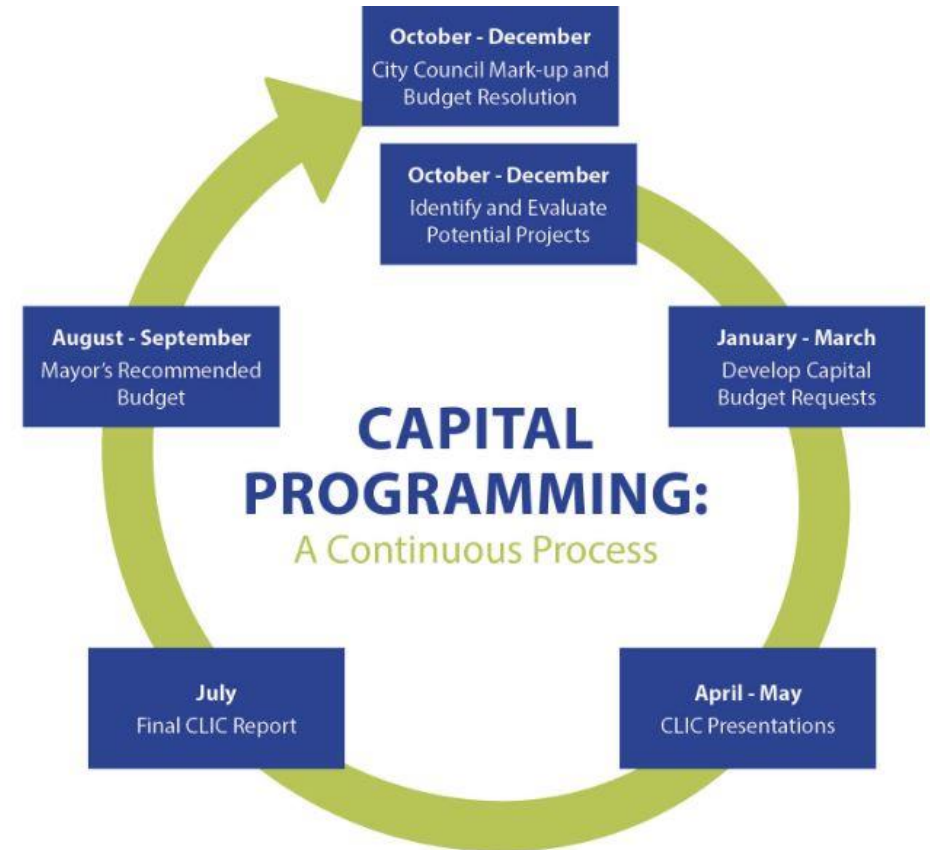 October - December
City Council Mark-up and
Budget Resolution
October - December
Identify and Evaluate
Potential Projects
January - March
Develop Capital
Budget Requests
April - May
CLIC Presentations
July
Final CLIC Report
August - September
Mayor's Recommended
Budget
CAPITAL
PROGRAMMING:
A Continuous Process